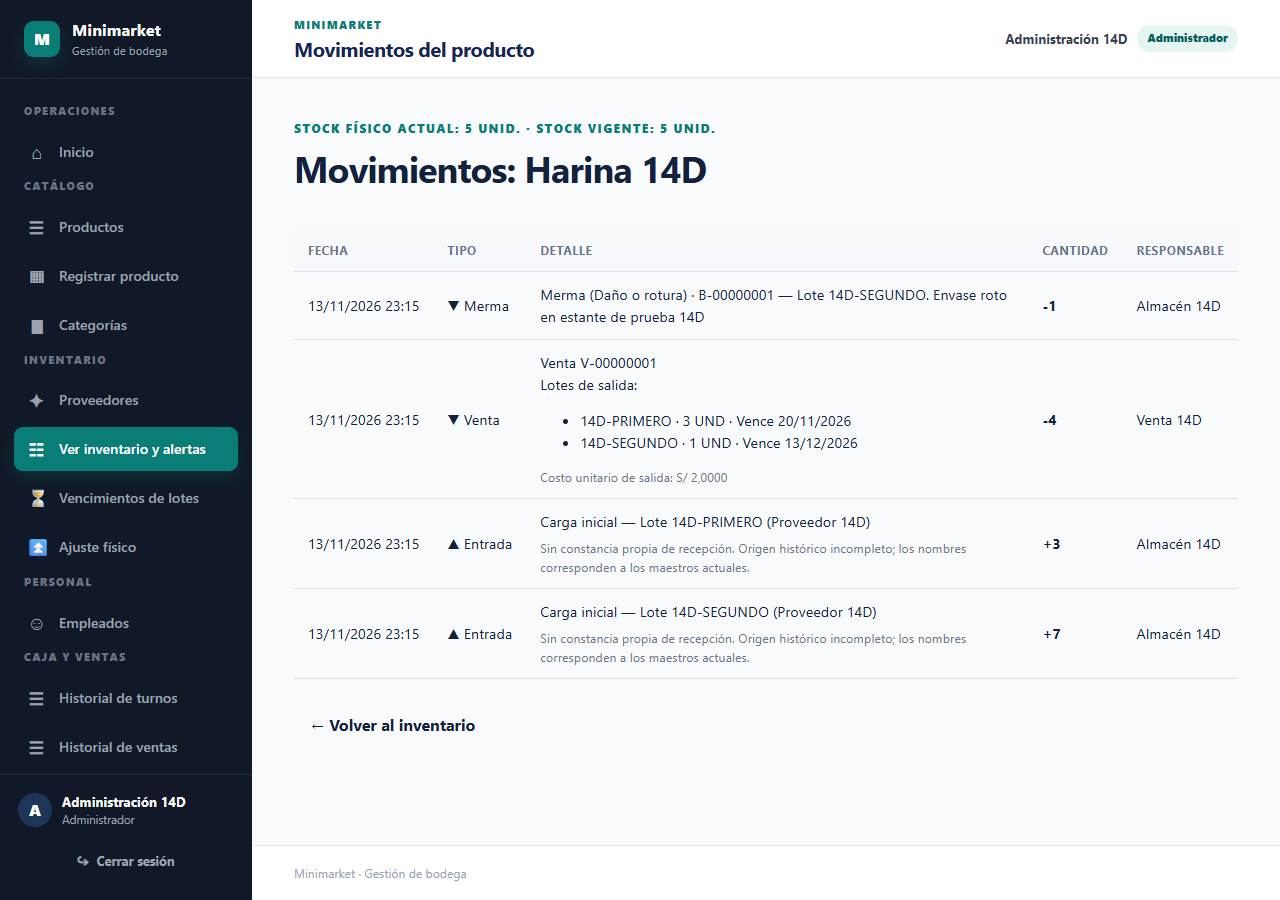 M
Minimarket
Gestión de bodega
OPERACIONES
Inicio
CATÁLOGO
Productos
Registrar producto
Categorías
INVENTARIO
Proveedores
Ver inventario y alertas
Vencimientos de lotes
Ajuste físico
PERSONAL
Empleados
CAJA Y VENTAS
Historial de turnos
Historial de ventas
A
Administración 14D
Administrador
↪ Cerrar sesión
MINIMARKET
Movimientos del producto
Administración 14D Administrador
STOCK FÍSICO ACTUAL: 5 UNID. · STOCK VIGENTE: 5 UNID.
Movimientos: Harina 14D
FECHA TIPO DETALLE CANTIDAD RESPONSABLE
13/11/2026 23:15 ▼ Merma Merma (Daño o rotura) · B-00000001 — Lote 14D-SEGUNDO. Envase roto
en estante de prueba 14D -1 Almacén 14D
Venta V-00000001
Lotes de salida:
13/11/2026 23:15 ▼ Venta • 14D-PRIMERO · 3 UND · Vence 20/11/2026 -4 Venta 14D
• 14D-SEGUNDO · 1 UND · Vence 13/12/2026
Costo unitario de salida: S/ 2,0000
Carga inicial — Lote 14D-PRIMERO (Proveedor 14D)
13/11/2026 23:15 ▲ Entrada Sin constancia propia de recepción. Origen histórico incompleto; los nombres +3 Almacén 14D
corresponden a los maestros actuales.
Carga inicial — Lote 14D-SEGUNDO (Proveedor 14D)
13/11/2026 23:15 ▲ Entrada Sin constancia propia de recepción. Origen histórico incompleto; los nombres +7 Almacén 14D
corresponden a los maestros actuales.
← Volver al inventario
Minimarket · Gestión de bodega